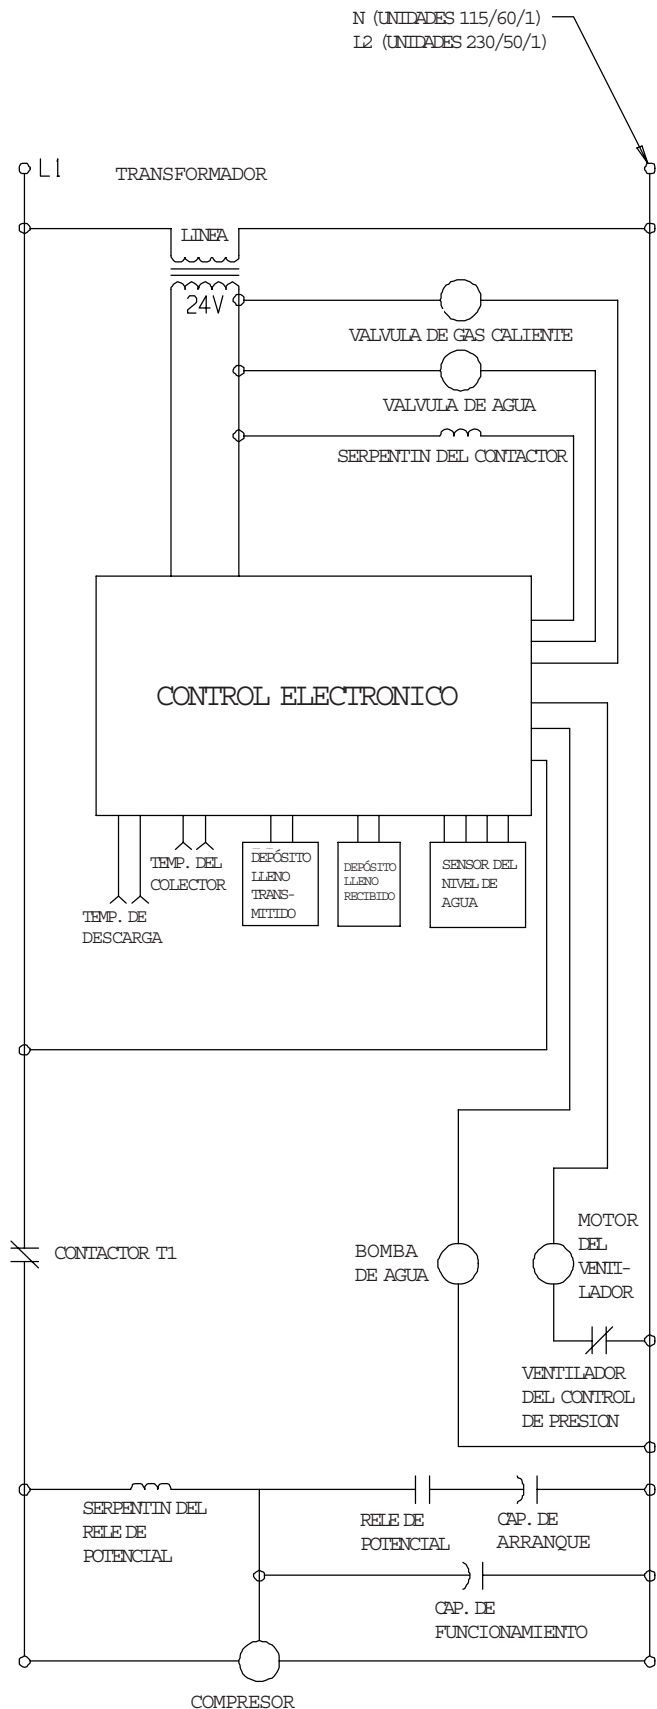 N (UNIDADES 115/60/1)
L2 (UNIDADES 230/50/1)
L1
TRANSFORMADOR
LINEA
24V
VALVULA DE GAS CALIENTE
VALVULA DE AGUA
SERPENTIN DEL CONTACTOR
CONTROL ELECTRONICO
TEMP. DE
DESCARGA
TEMP. DEL
COLECTOR
DEPÓSITO
LLENO
TRANS-
MITIDO
DEPÓSITO
LLENO
RECIBIDO
SENSOR DEL
NIVEL DE
AGUA
CONTACTOR T1
BOMBA
DE AGUA
MOTOR
DEL
VENTI-
LADOR
VENTILADOR
DEL CONTROL
DE PRESION
SERPENTIN DEL
RELE DE
POTENCIAL
RELE DE
POTENCIAL
CAP. DE
ARRANQUE
CAP. DE
FUNCIONAMIENTO
COMPRESOR